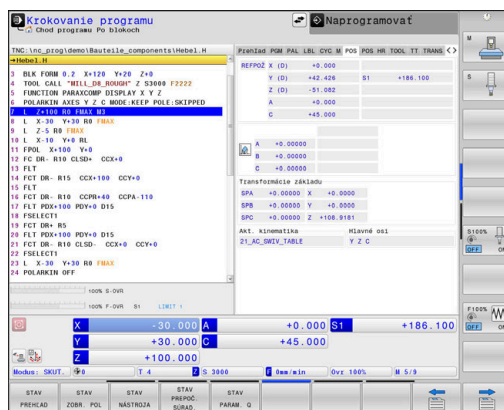 Krokovanie programu
Chod programu Po blokoch
Naprogramovať
TNC:\nc_prog\demo\Bauteile_components\Hebel.H
→Hebel.H
3 BLK FORM 0.2 X+120 Y+20 Z+0
4 TOOL CALL "MILL_D8_ROUGH" Z S3000 F2222
5 FUNCTION PARAXCOMP DISPLAY X Y Z
6 POLARKIN AXES Y Z C MODE:KEEP POLE:SKIPPED
7 L Z+100 R0 FMAX M3
8 L X-30 Y+30 R0 FMAX
9 L Z-5 R0 FMAX
10 L X-10 Y+0 RL
11 FPOL X+100 Y+0
12 FC DR- R10 CLSD+ CCX+0
13 FLT
14 FCT DR- R15 CCX+100 CCY+0
15 FLT
16 FCT DR- R10 CCPR+40 CCPA-110
17 FLT PDX+100 PDY+0 D15
18 FSELECT1
19 FCT DR+ R5
20 FLT PDX+100 PDY+0 D15
21 FCT DR- R10 CLSD- CCX+0 CCY+0
22 FSELECT1
23 L X-30 Y+30 R0 FMAX
24 POLARKIN OFF
100% S-OVR
100% F-OVR S1 LIMIT 1
Prehľad PGM PAL LBL CYC M POS POS HR TOOL TT TRANS
REFPOŽ X (D) +0.000
Y (D) +42.426 S1 +186.100
Z (D) -51.082
A +0.000
C +45.000
A +0.00000
B +0.00000
C +0.00000
Transformácie základu
SPA +0.00000 X +0.0000
SPB +0.00000 Y +0.0000
SPC +0.00000 Z +108.9181
Akt. kinematika Hlavné osi
21_AC_SWIV_TABLE Y Z C
X -30.000 A +0.000 S1 +186.100
Y +30.000 C +45.000
Z +100.000
Modus: SKUT. 0 T 4 Z S 3000 F 0mm/min Ovr 100% M 5/9
STAV PREHĽAD
STAV ZOBR. POL
STAV NÁSTROJA
STAV PREPOČ. SÚRAD.
STAV PARAM. Q
M
S
S100%
OFF ON
F100%
OFF ON